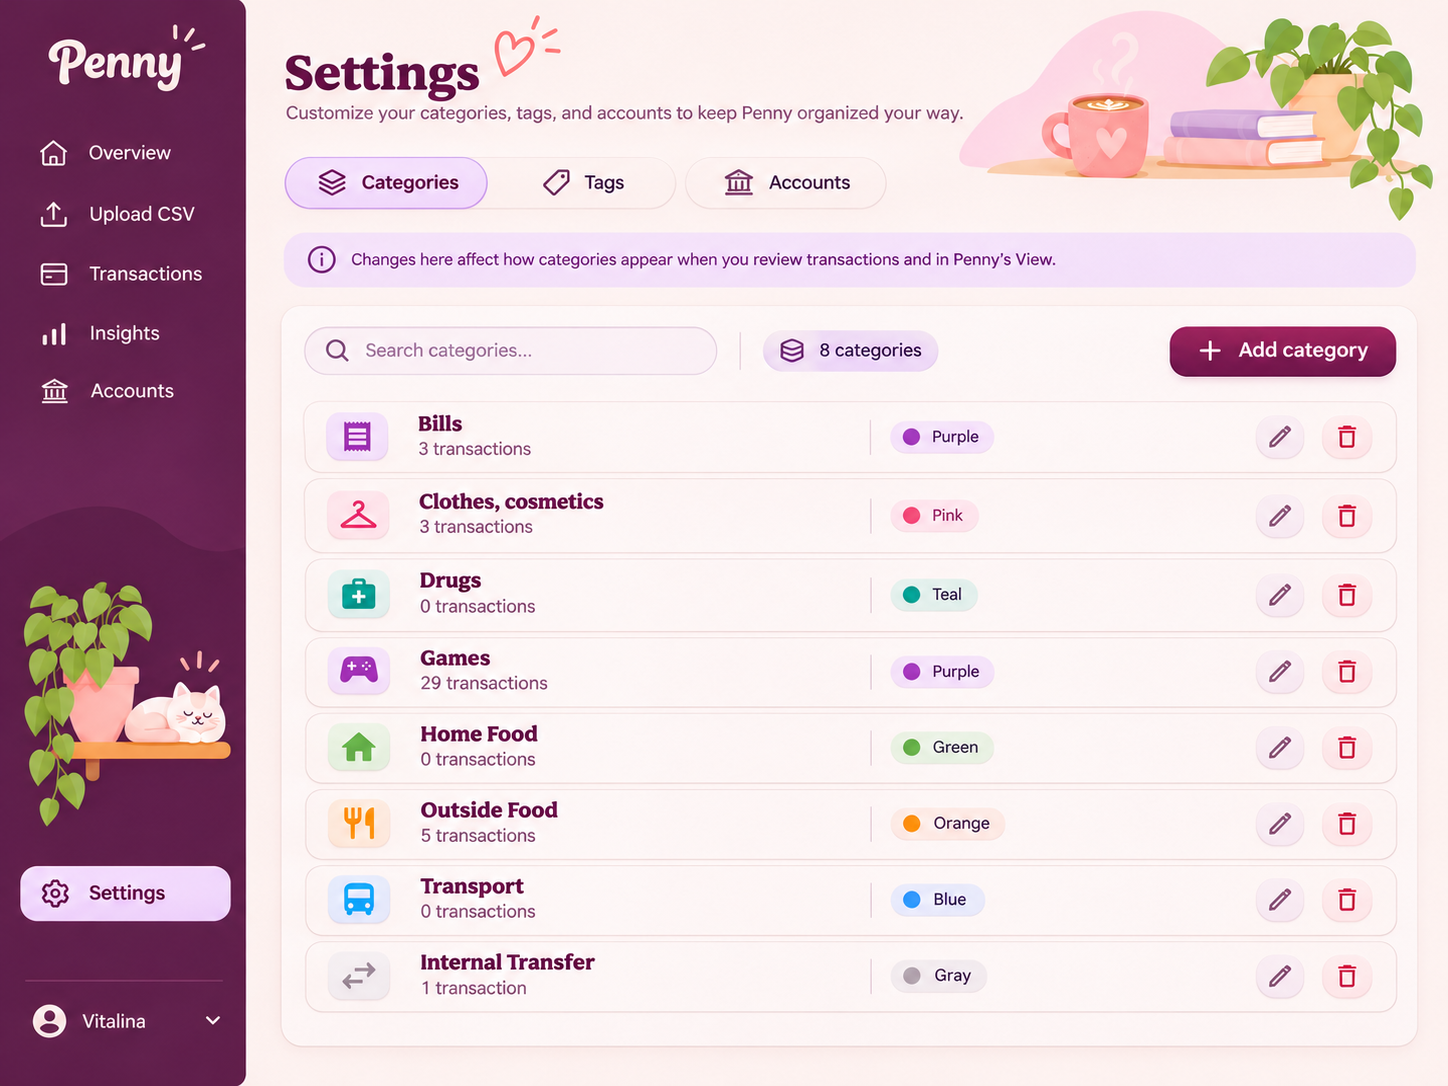 Penny
Overview
Upload CSV
Transactions
Insights
Accounts
Settings
Vitalina
Settings
Customize your categories, tags, and accounts to keep Penny organized your way.
Categories
Tags
Accounts
Changes here affect how categories appear when you review transactions and in Penny's View.
Search categories...
8 categories
Add category
Bills
3 transactions
Purple
Clothes, cosmetics
3 transactions
Pink
Drugs
0 transactions
Teal
Games
29 transactions
Purple
Home Food
0 transactions
Green
Outside Food
5 transactions
Orange
Transport
0 transactions
Blue
Internal Transfer
1 transaction
Gray